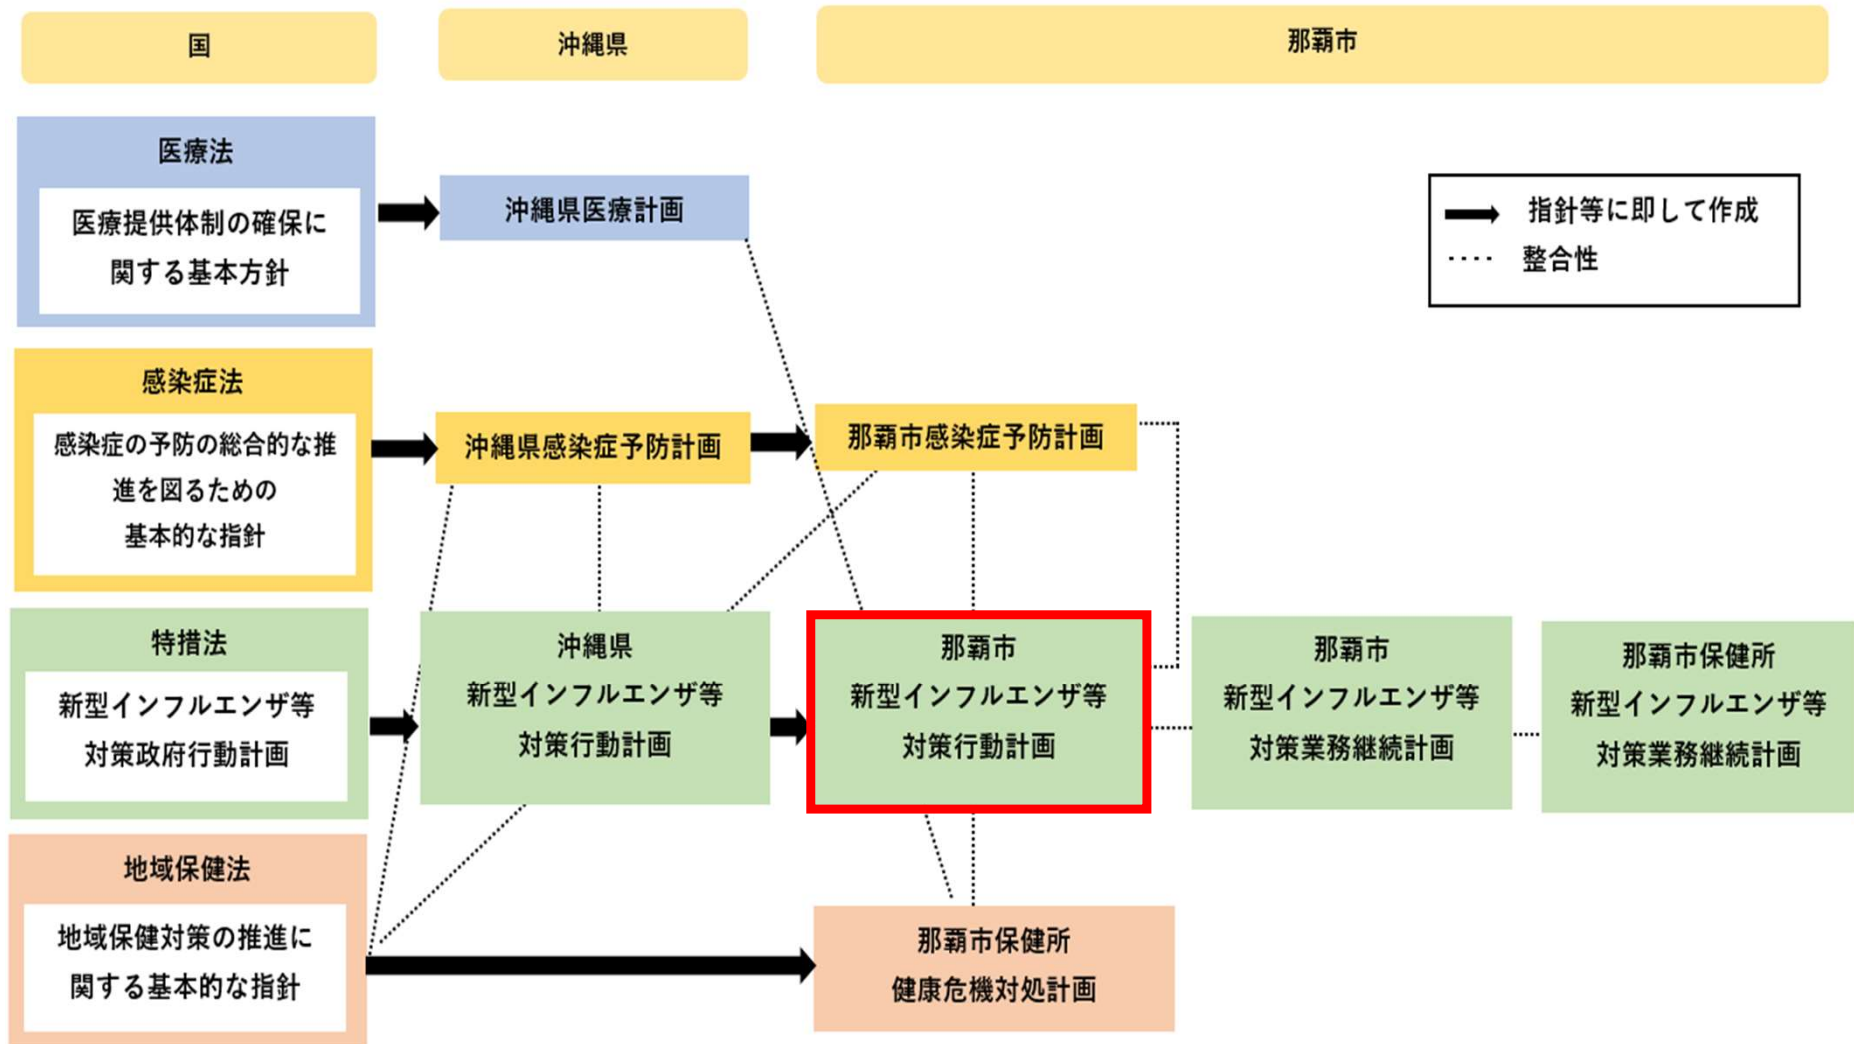 国
沖縄県
那覇市
医療法
医療提供体制の確保に
関する基本方針
沖縄県医療計画
指針等に即して作成
整合性
感染症法
感染症の予防の総合的な推
進を図るための
基本的な指針
沖縄県感染症予防計画
那覇市感染症予防計画
特措法
新型インフルエンザ等
対策政府行動計画
沖縄県
新型インフルエンザ等
対策行動計画
那覇市
新型インフルエンザ等
対策行動計画
那覇市
新型インフルエンザ等
対策業務継続計画
那覇市保健所
新型インフルエンザ等
対策業務継続計画
地域保健法
地域保健対策の推進に
関する基本的な指針
那覇市保健所
健康危機対処計画